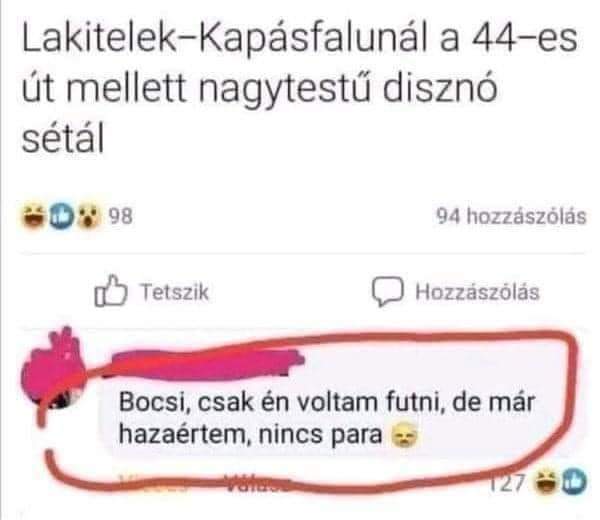 Lakitelek–Kapásfalunál a 44–es
út mellett nagytestű disznó
sétál
98
94 hozzászólás
Tetszik
Hozzászólás
Bocsi, csak én voltam futni, de már
hazaértem, nincs para
127